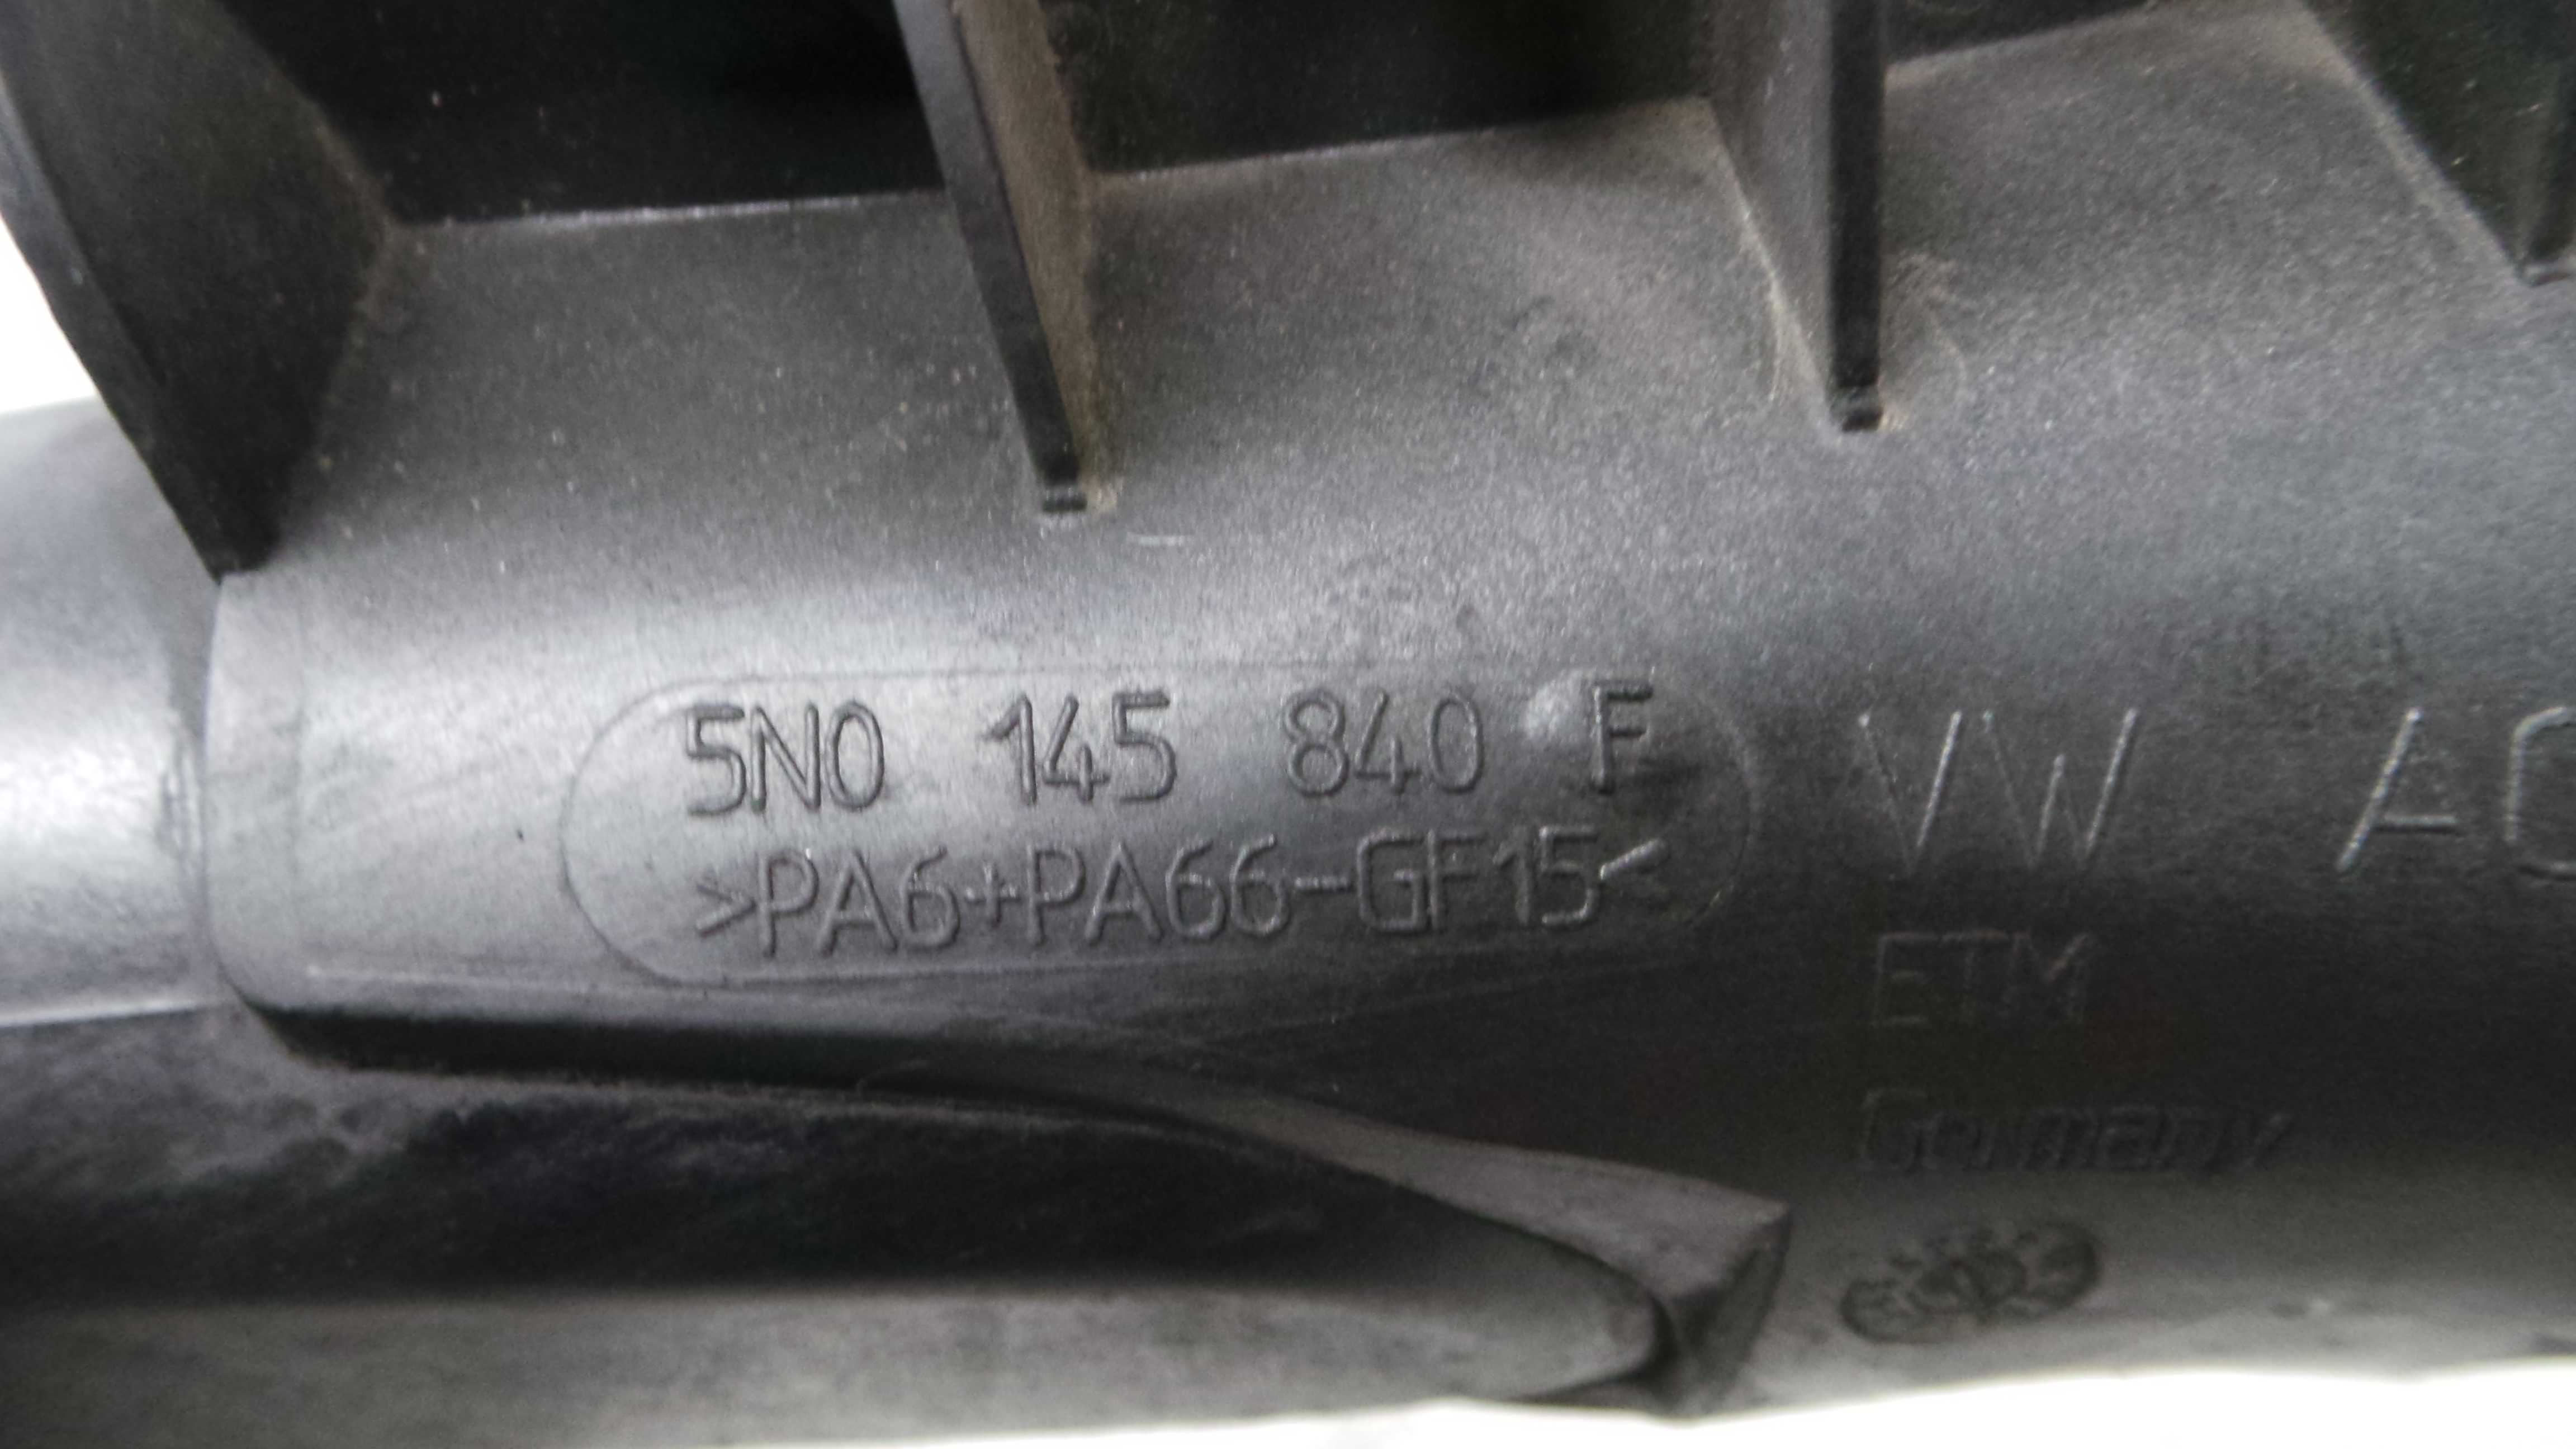 5N0 145 840 F
>PA6+PA66-GF15<
VW
ETM
Germany